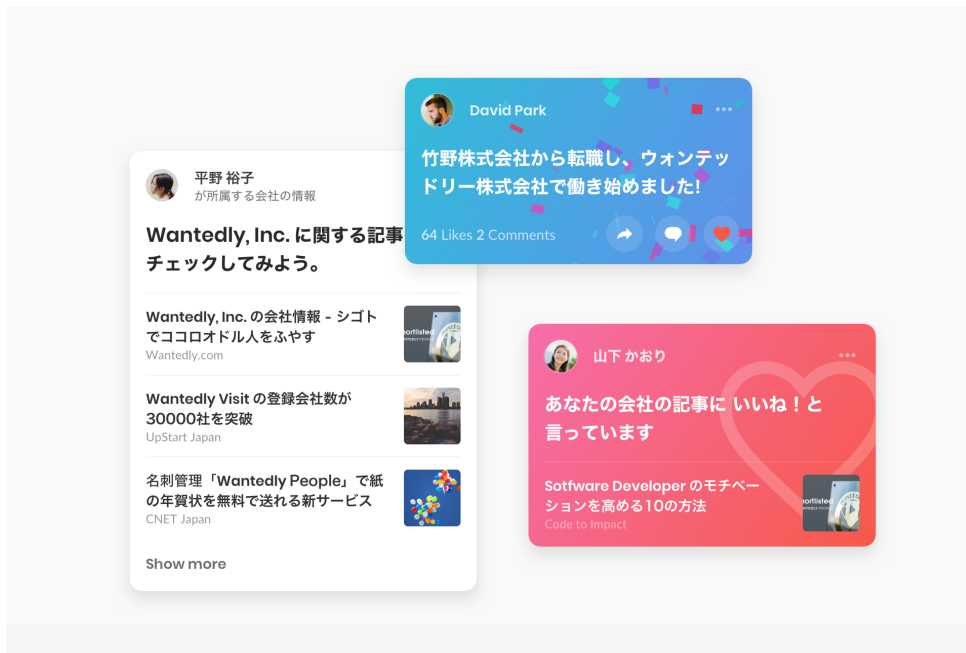 David Park
竹野株式会社から転職し、ウォンテッ
ドリー株式会社で働き始めました!
64 Likes 2 Comments
平野 裕子
が所属する会社の情報
Wantedly, Inc. に関する記事
チェックしてみよう。
Wantedly, Inc. の会社情報 - シゴト
でココロオドル人をふやす
Wantedly.com
ortlisted
Wantedly Visit の登録会社数が
30000社を突破
UpStart Japan
名刺管理「Wantedly People」で紙
の年賀状を無料で送れる新サービス
CNET Japan
Show more
山下 かおり
あなたの会社の記事に いいね！と
言っています
Sotfware Developer のモチベー
ションを高める10の方法
Code to Impact
ortlisted